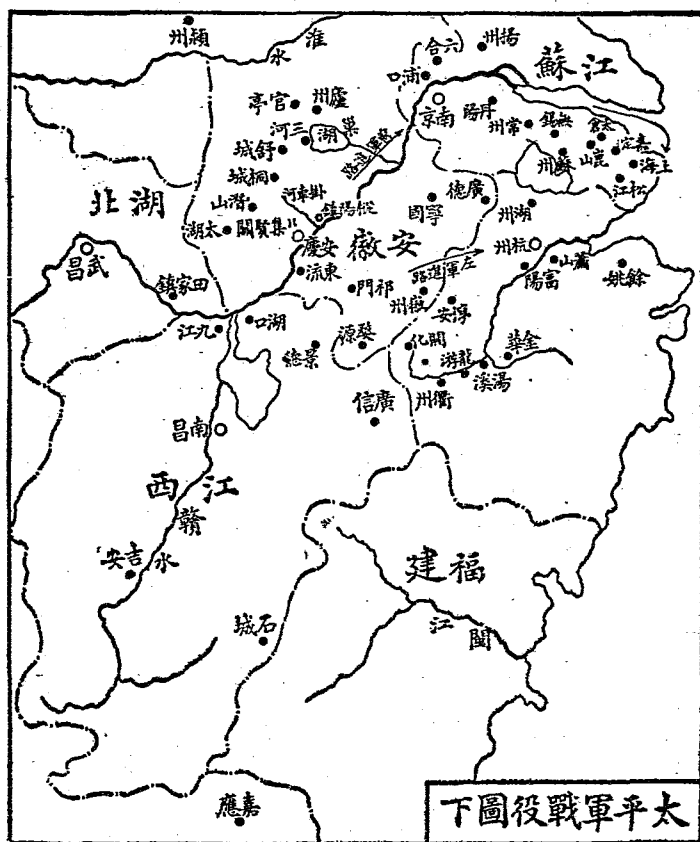 太平軍戰役圖下
江蘇
安徽
湖北
江西
福建
潁州
淮水
六合
揚州
浦口
南京
丹陽
常州
無錫
蘇州
太倉
崑山
嘉定
上海
松江
官亭
廬州
三河
巢湖
舒城
桐城
潛山
太湖
掛車河
樅陽鎮
集賢關
安慶
東流
寧國
廣德
湖州
杭州
富陽
蕭山
餘姚
左軍進路
祁門
徽州
淳安
婺源
開化
龍游
湯溪
金華
衢州
廣信
武昌
田家鎮
九江
湖口
南昌
贛水
吉安
石城
閩江
嘉應